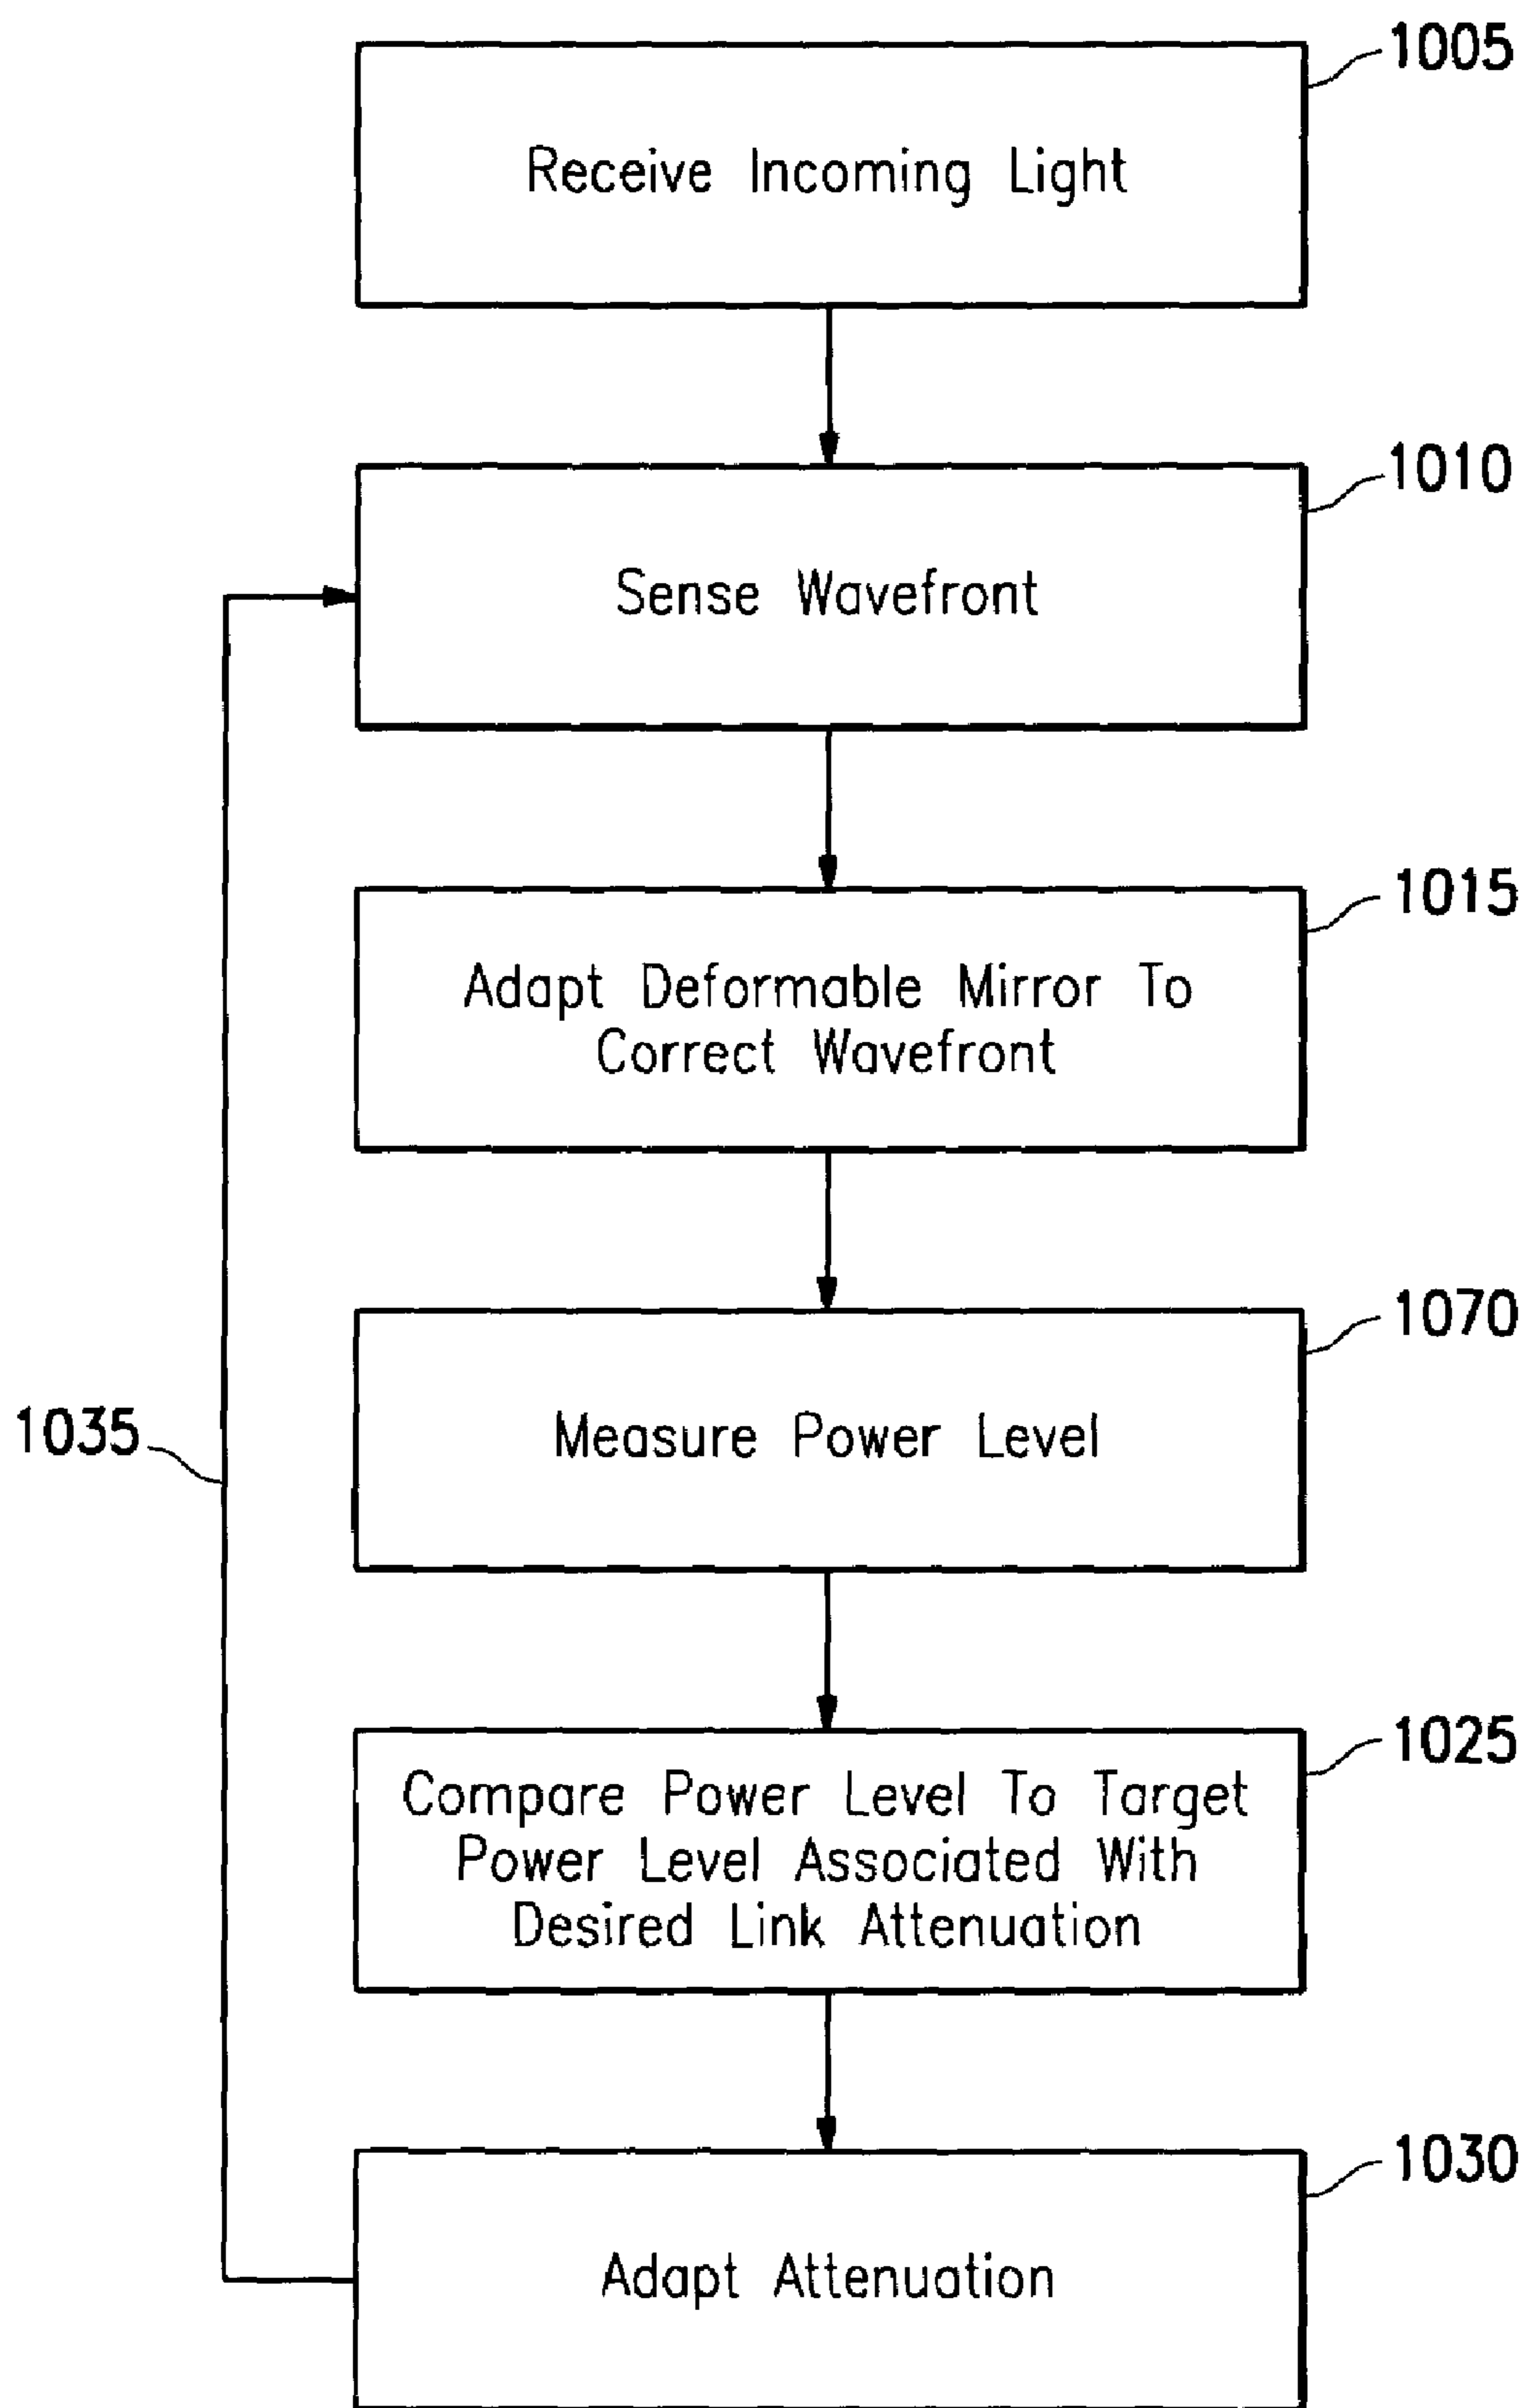 1005
Receive Incoming Light
1010
Sense Wavefront
1015
Adapt Deformable Mirror To
Correct Wavefront
1070
Measure Power Level
1035
1025
Compare Power Level To Target
Power Level Associated With
Desired Link Attenuation
1030
Adapt Attenuation